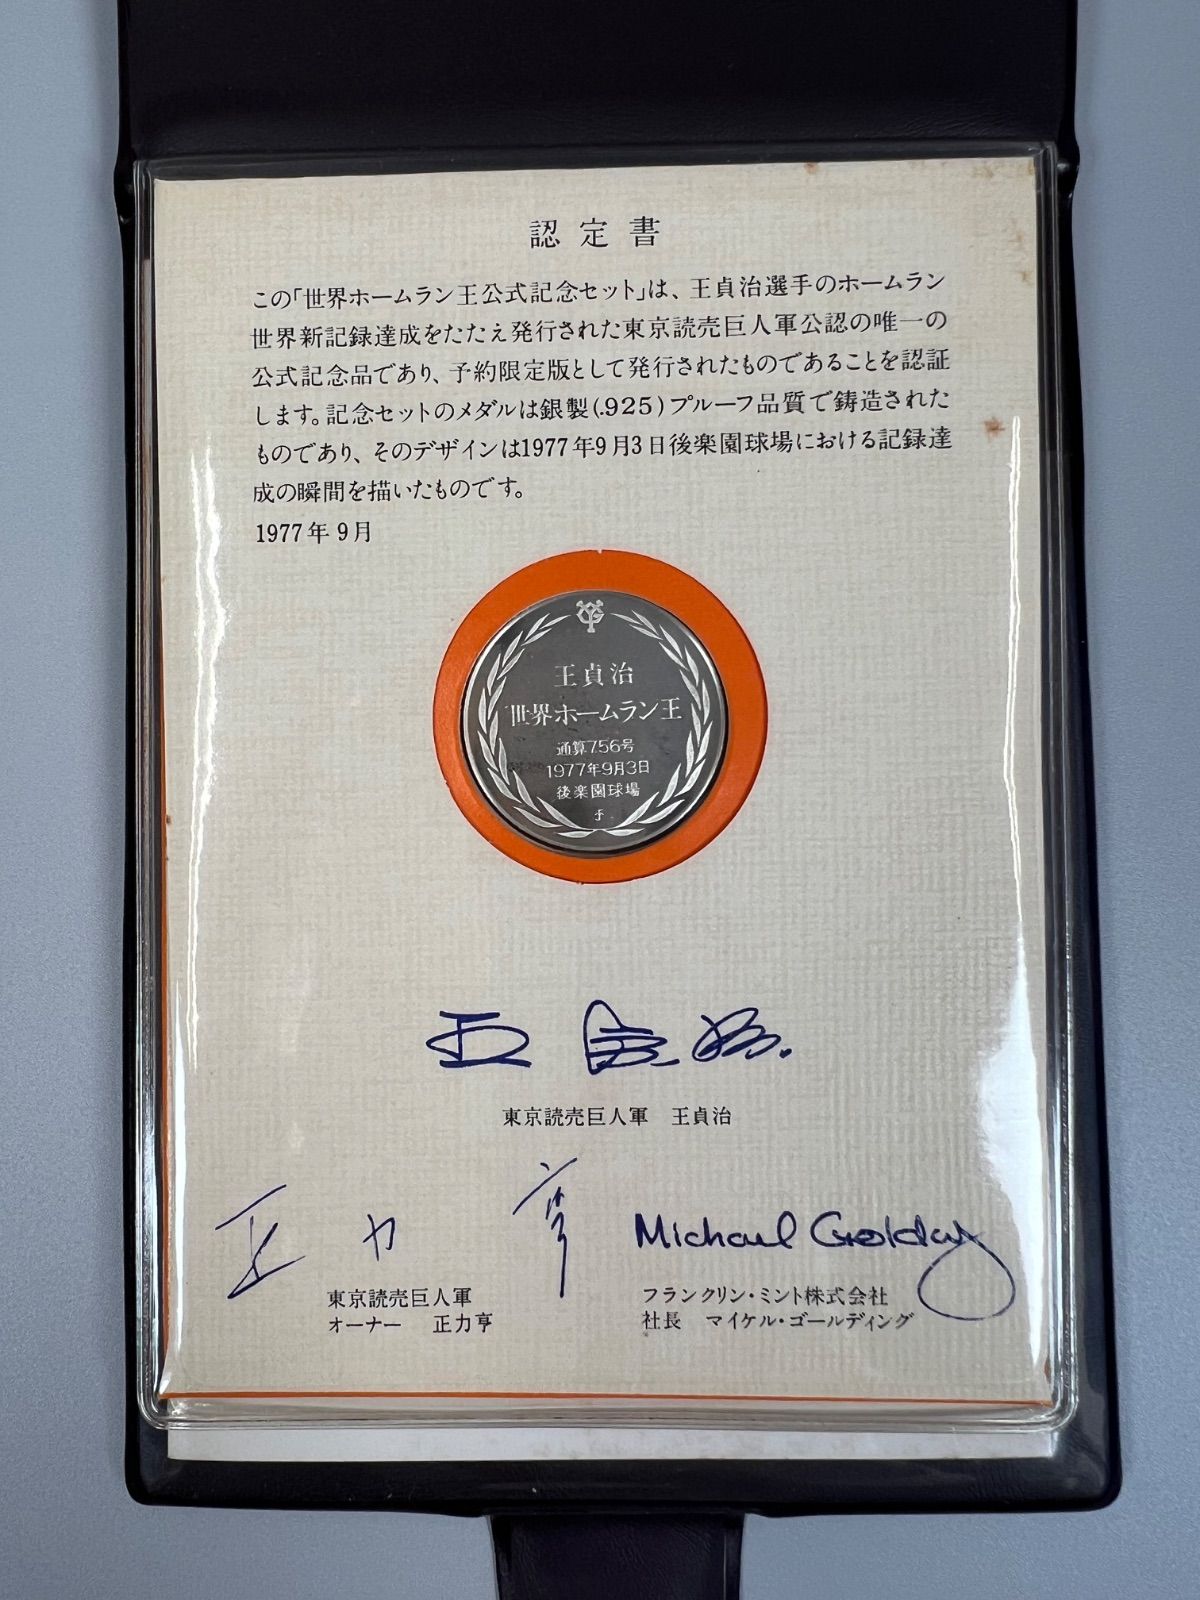 認定書
この「世界ホームラン王公式記念セット」は、王貞治選手のホームラン
世界新記録達成をたたえ発行された東京読売巨人軍公認の唯一の
公式記念品であり、予約限定版として発行されたものであることを認証
します。記念セットのメダルは銀製(.925)プルーフ品質で鋳造された
ものであり、そのデザインは1977年9月3日後楽園球場における記録達
成の瞬間を描いたものです。
1977年9月
王貞治
世界ホームラン王
通算756号
1977年9月3日
後楽園球場
王貞治
東京読売巨人軍 王貞治
正力亨
Michael Golding
東京読売巨人軍
オーナー 正力亨
フランクリン・ミント株式会社
社長 マイケル・ゴールディング